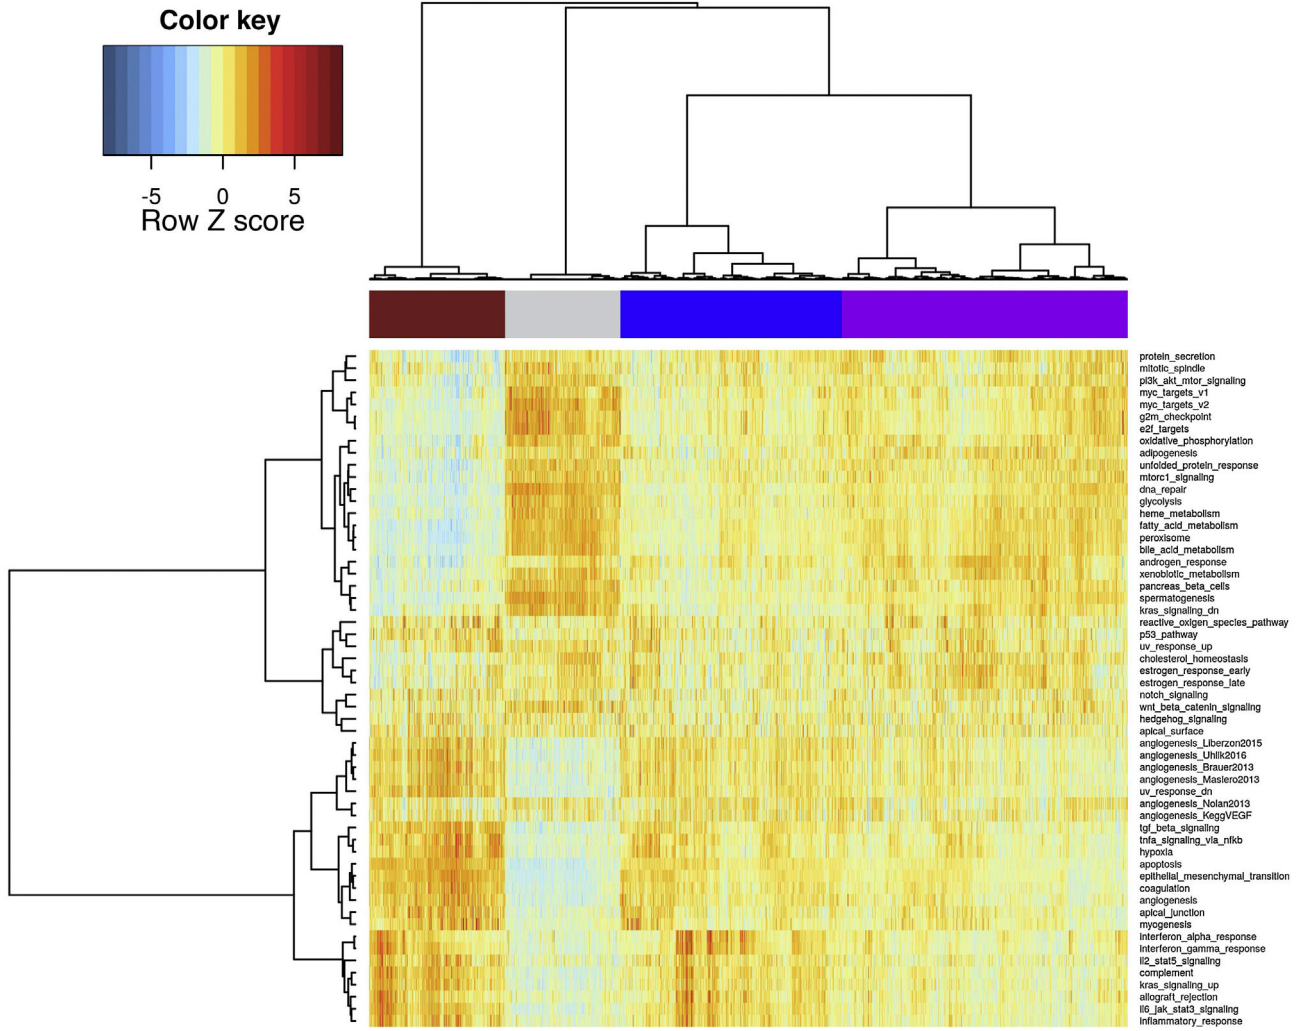 Color key
-5 0 5
Row Z score
protein_secretion
mitotic_spindle
pi3k_akt_mtor_signaling
myc_targets_v1
myc_targets_v2
g2m_checkpoint
e2f_targets
oxidative_phosphorylation
adipogenesis
unfolded_protein_response
mtorc1_signaling
dna_repair
glycolysis
heme_metabolism
fatty_acid_metabolism
peroxisome
bile_acid_metabolism
androgen_response
xenobiotic_metabolism
pancreas_beta_cells
spermatogenesis
kras_signaling_dn
reactive_oxigen_species_pathway
p53_pathway
uv_response_up
cholesterol_homeostasis
estrogen_response_early
estrogen_response_late
notch_signaling
wnt_beta_catenin_signaling
hedgehog_signaling
apical_surface
angiogenesis_Liberzon2015
angiogenesis_Uhlik2016
angiogenesis_Brauer2013
angiogenesis_Masiero2013
uv_response_dn
angiogenesis_Nolan2013
angiogenesis_KeggVEGF
tgf_beta_signaling
tnfa_signaling_via_nfkb
hypoxia
apoptosis
epithelial_mesenchymal_transition
coagulation
angiogenesis
apical_junction
myogenesis
interferon_alpha_response
interferon_gamma_response
il2_stat5_signaling
complement
kras_signaling_up
allograft_rejection
il6_jak_stat3_signaling
inflammatory_response